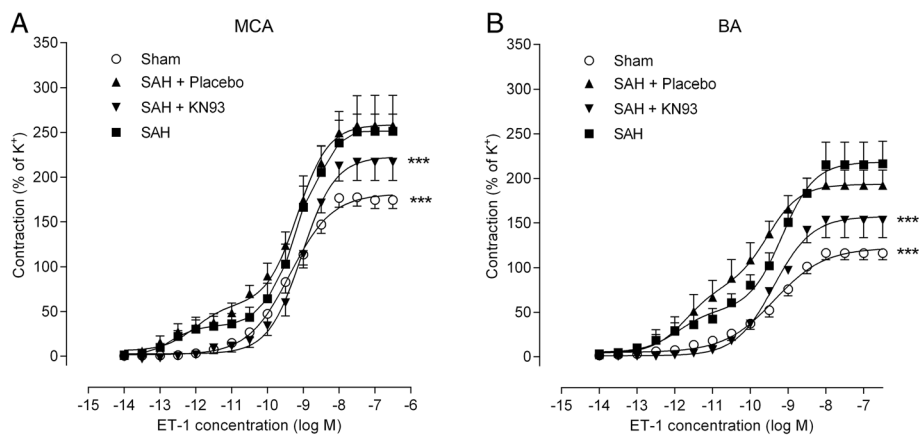 A
MCA
Contraction (% of K⁺)
350
300
250
200
150
100
50
0
Sham
SAH + Placebo
SAH + KN93
SAH
***
***
-15 -14 -13 -12 -11 -10 -9 -8 -7 -6
ET-1 concentration (log M)
B
BA
Contraction (% of K⁺)
350
300
250
200
150
100
50
0
Sham
SAH + Placebo
SAH + KN93
SAH
***
***
-15 -14 -13 -12 -11 -10 -9 -8 -7
ET-1 concentration (log M)